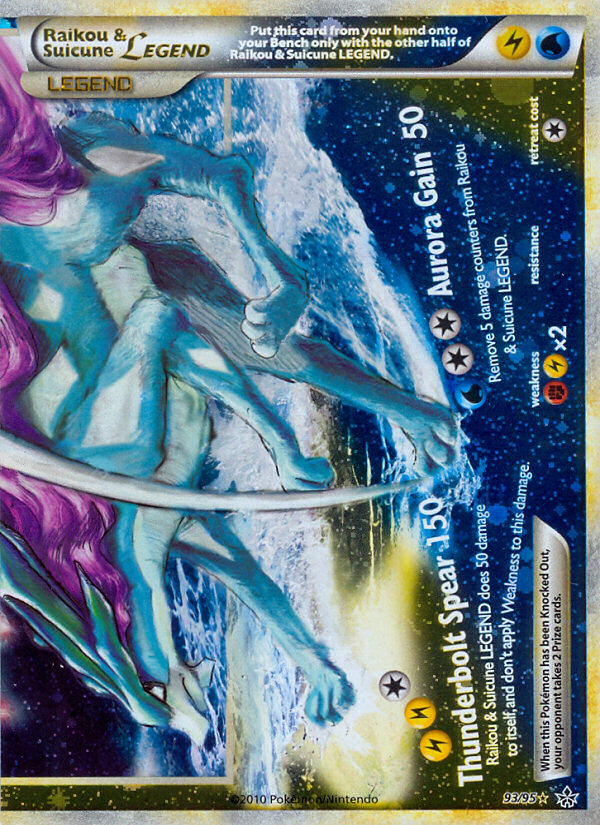 Raikou &
Suicune LEGEND
Put this card from your hand onto
your Bench only with the other half of
Raikou & Suicune LEGEND.
LEGEND
Thunderbolt Spear 150
Raikou & Suicune LEGEND does 50 damage
to itself, and don't apply Weakness to this damage.
Aurora Gain 50
Remove 5 damage counters from Raikou
& Suicune LEGEND.
weakness
×2
resistance
retreat cost
When this Pokémon has been Knocked Out,
your opponent takes 2 Prize cards.
93/95
©2010 Pokémon/Nintendo